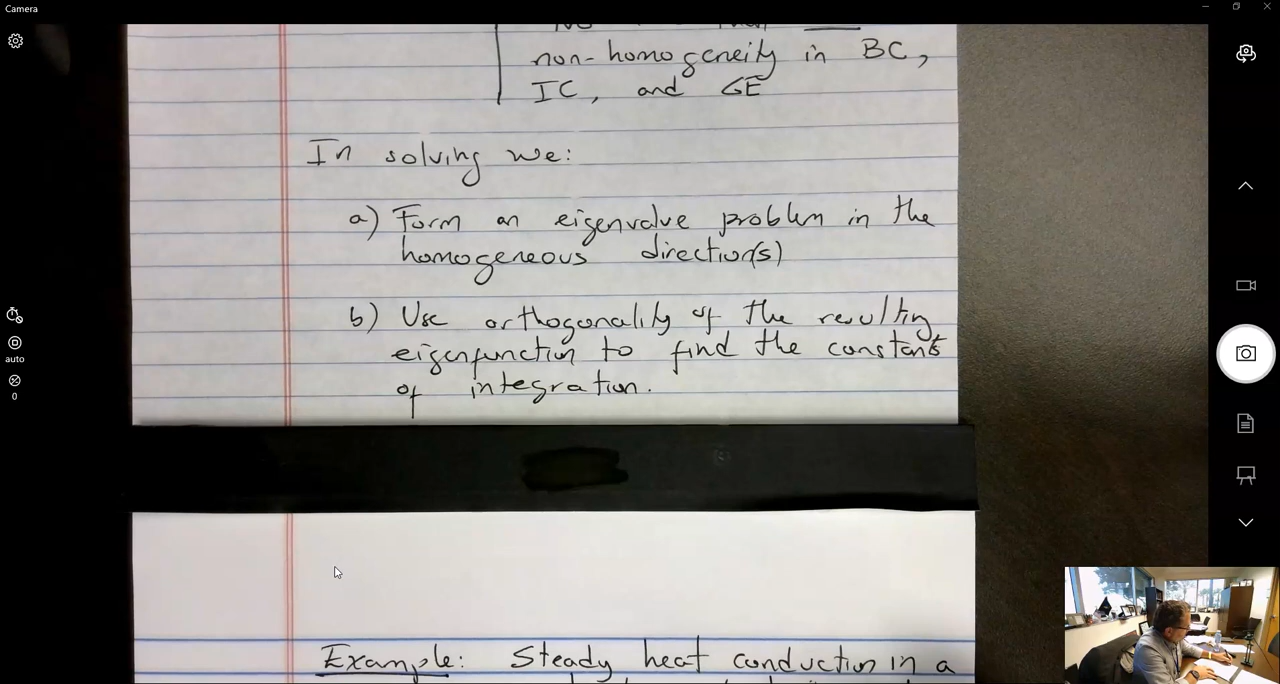 Camera
non-homogeneity in BC,
IC, and GE
In solving we:
a) Form an eigenvalue problem in the
homogeneous direction(s)
b) Use orthogonality of the resulting
eigenfunction to find the constants
of integration.
auto
0
Example: Steady heat conduction in a